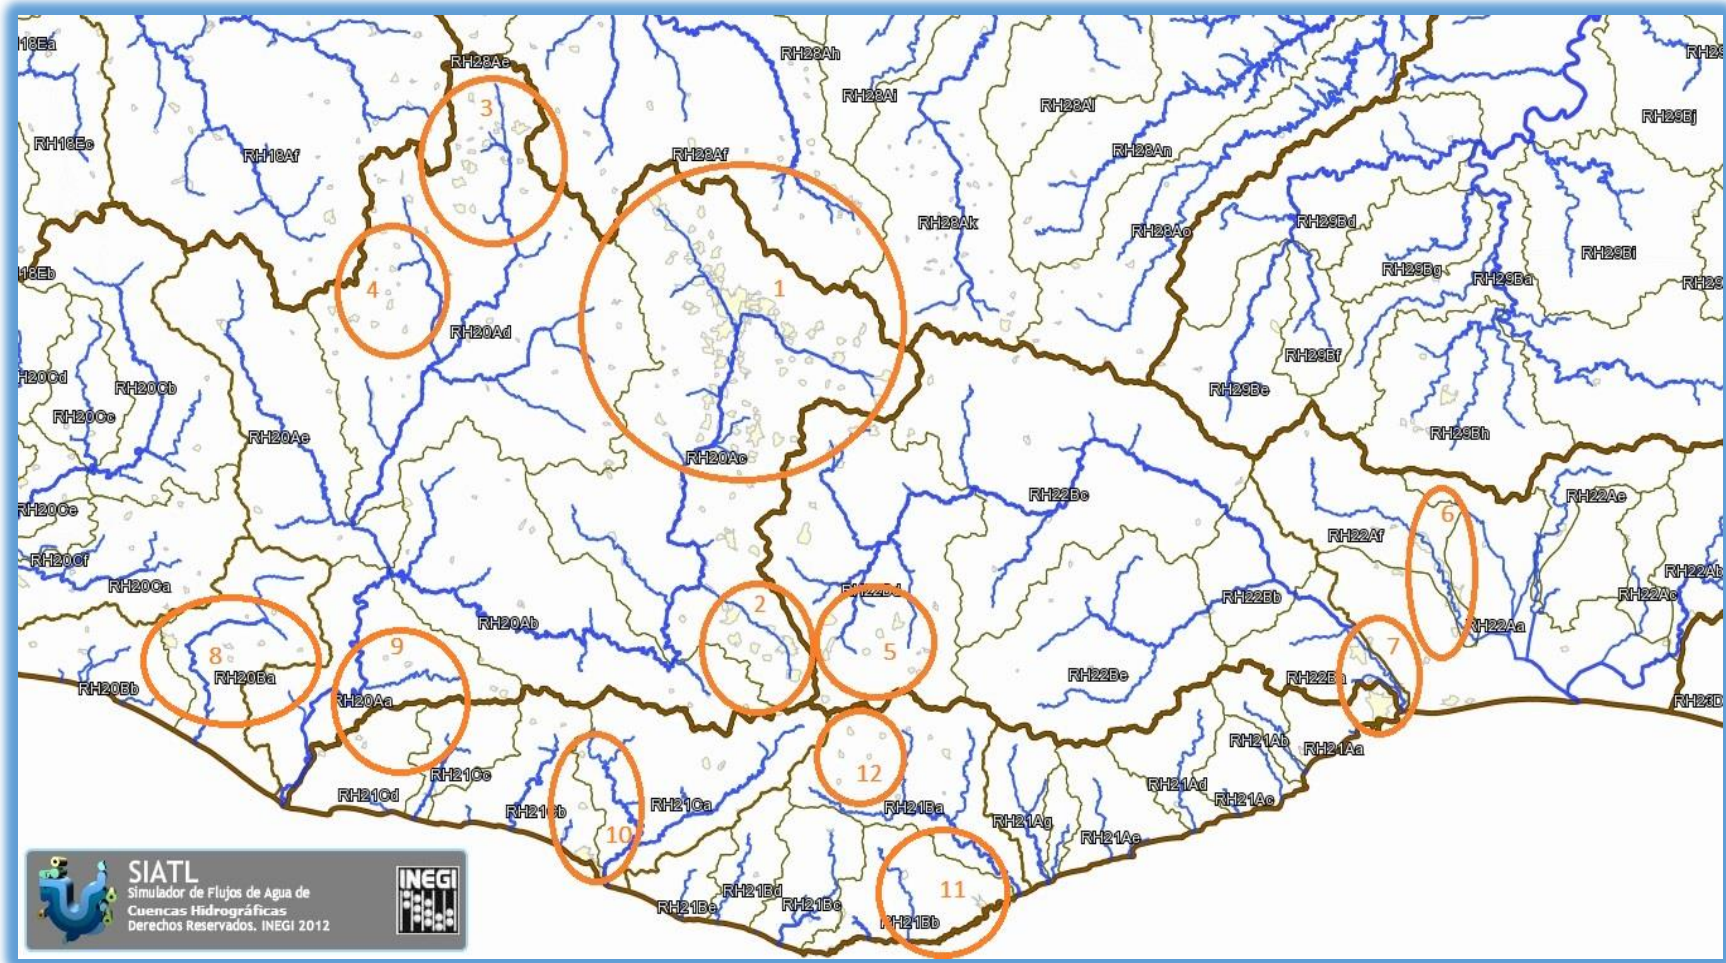 H18Ea
RH28Ae
RH28Ah
RH29
RH28Ai
RH28Al
3
RH29Bj
RH18Ec
RH18Af
RH28Af
RH28An
RH28Ak
RH28Ao
RH29Bd
RH29Bi
18Eb
RH29Bg
RH29Ba
RH29
4
1
RH20Ad
RH29Bf
H20Cd
RH20Cb
RH29Be
RH20Cc
RH20Ae
RH29Bh
RH20Ac
RH22Bc
RH22Ae
RH20Ce
6
RH22Af
RH20Cf
RH20Ca
RH22Bd
RH22Ab
RH22Bb
RH22Ac
2
RH20Ab
RH22Aa
9
7
8
5
RH20Ba
RH22Be
RH22Ba
RH20Bb
RH20Aa
RH23D
RH21Ab
RH21Aa
12
RH21Cc
RH21Ad
RH21Cd
RH21Ac
RH21Cb
RH21Ca
RH21Ba
10
RH21Ag
RH21Ae
11
RH21Bd
RH21Be
RH21Bc
RH21Bb
SIATL
Simulador de Flujos de Agua de
Cuencas Hidrográficas
Derechos Reservados. INEGI 2012
INEGI